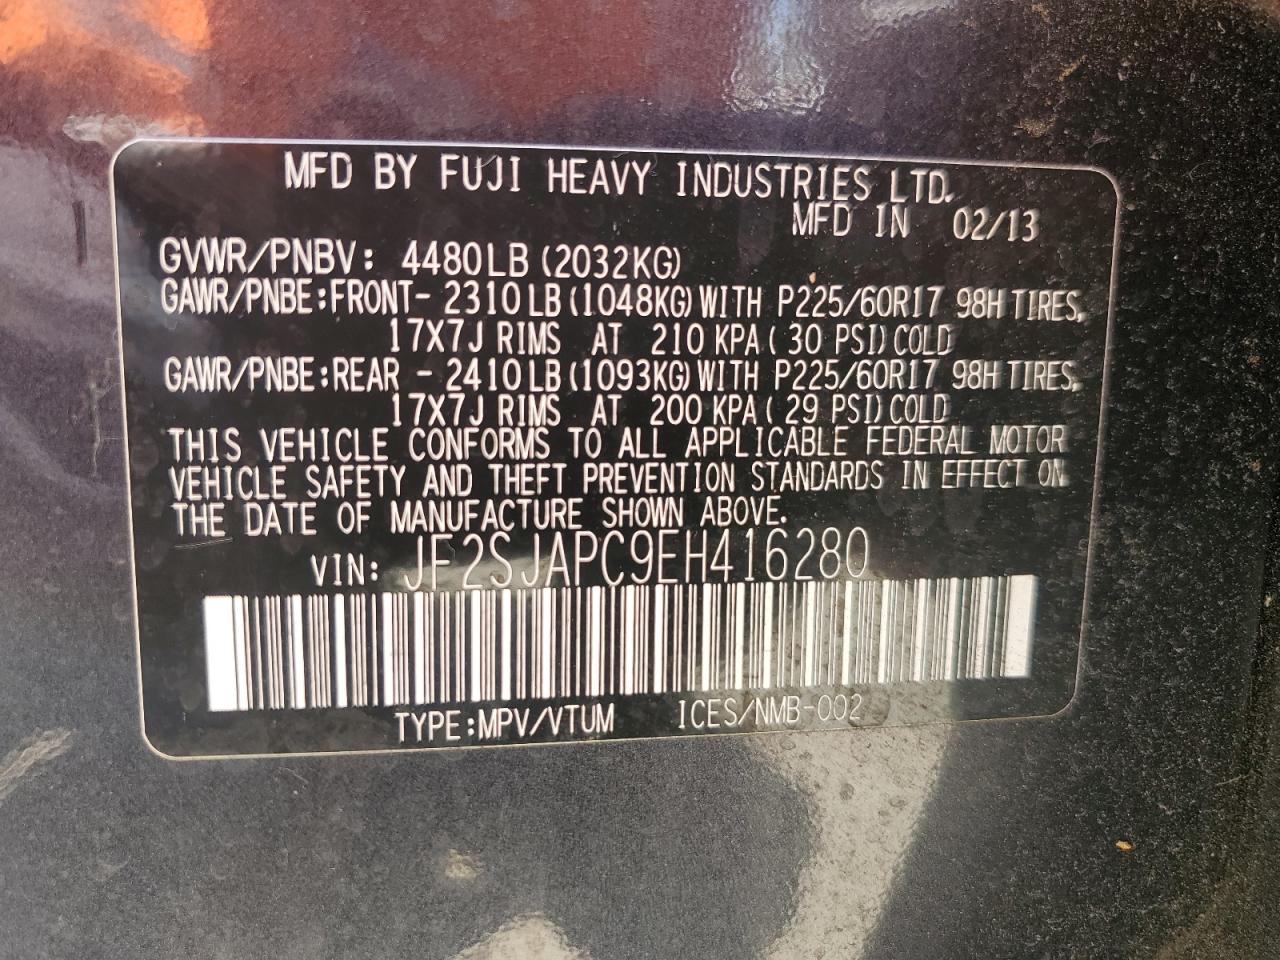 MFD BY FUJI HEAVY INDUSTRIES LTD.
MFD IN 02/13
GVWR/PNBV: 4480LB (2032KG)
GAWR/PNBE:FRONT- 2310LB (1048KG) WITH P225/60R17 98H TIRES,
17X7J RIMS AT 210 KPA ( 30 PSI) COLD
GAWR/PNBE:REAR - 2410LB (1093KG) WITH P225/60R17 98H TIRES,
17X7J RIMS AT 200 KPA ( 29 PSI) COLD
THIS VEHICLE CONFORMS TO ALL APPLICABLE FEDERAL MOTOR
VEHICLE SAFETY AND THEFT PREVENTION STANDARDS IN EFFECT ON
THE DATE OF MANUFACTURE SHOWN ABOVE.
VIN: JF2SJAPC9EH416280
TYPE:MPV/VTUM ICES/NMB-002